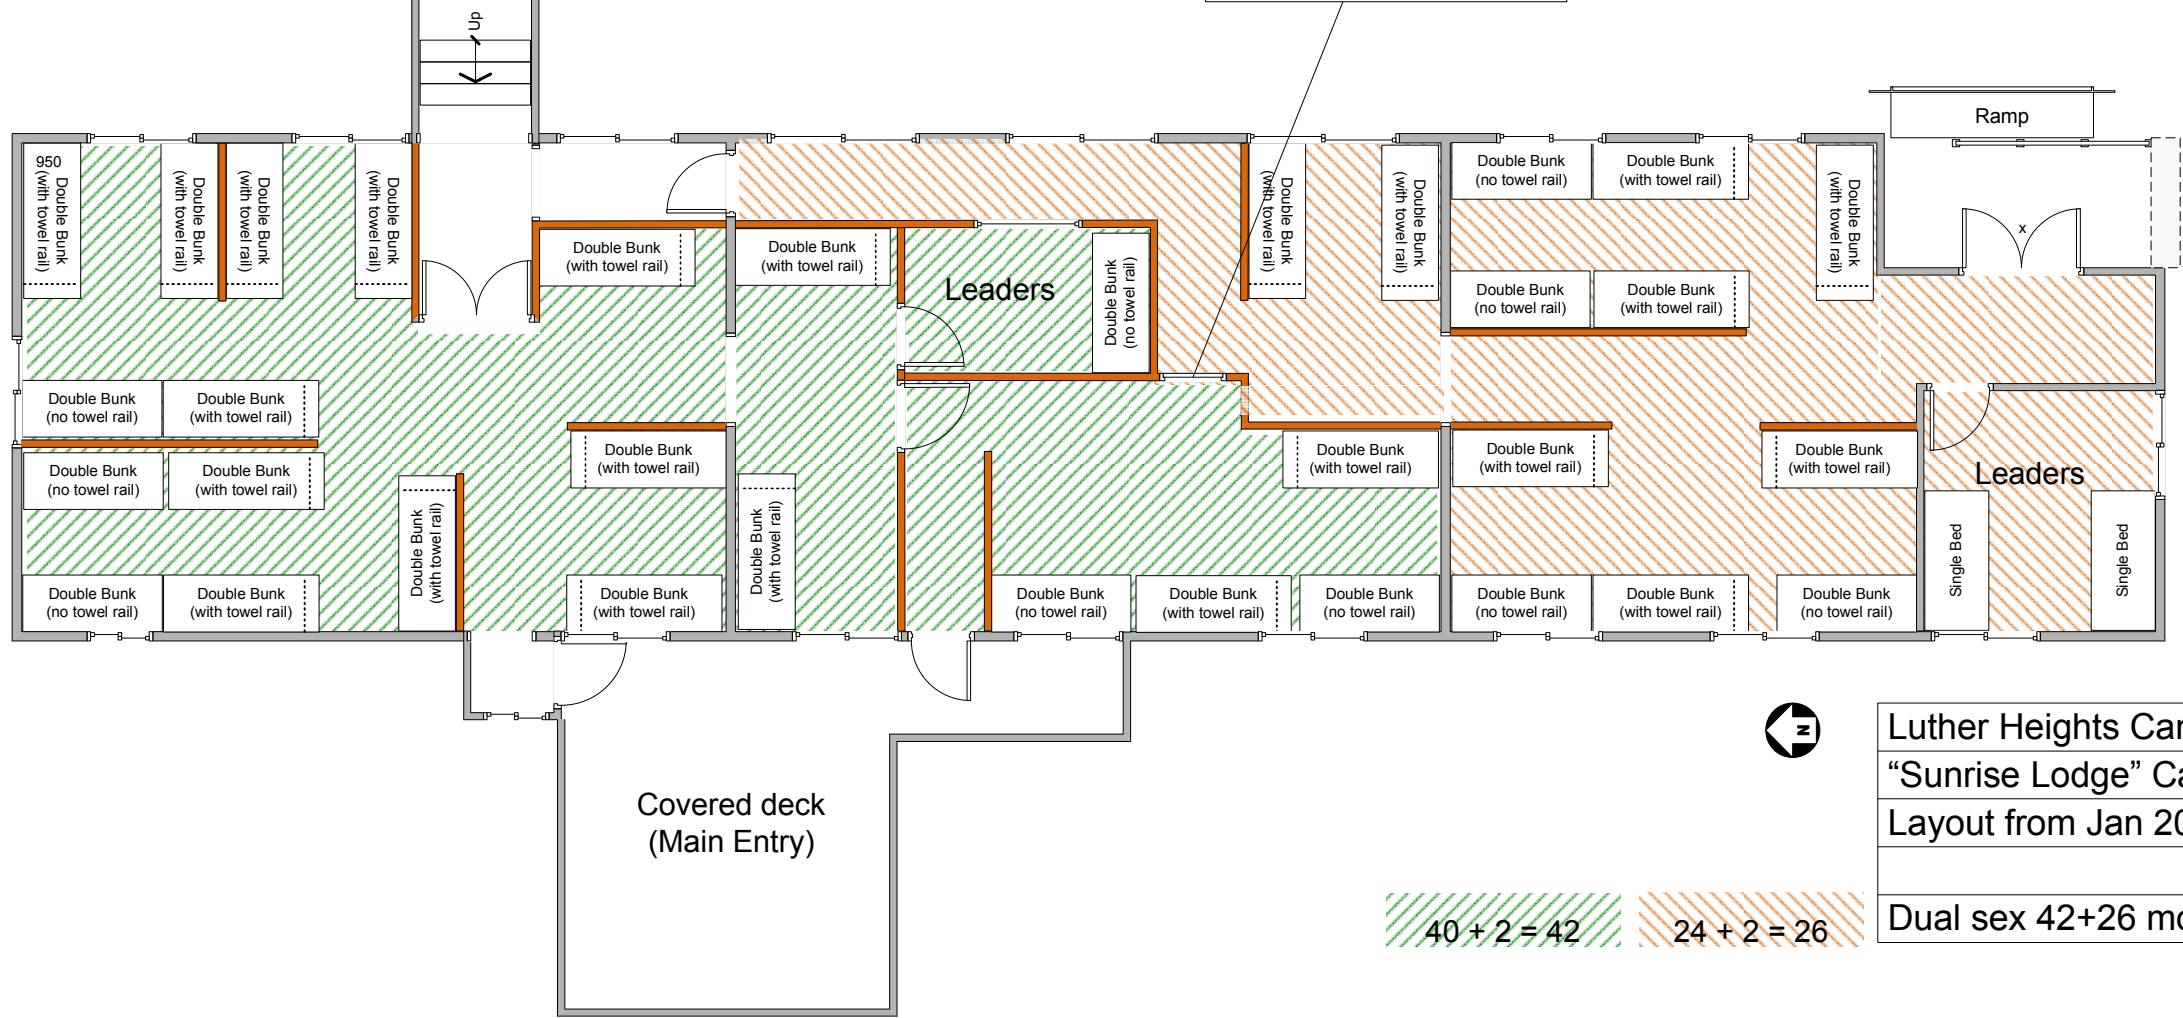 Up
Ramp
950
Double Bunk
(with towel rail)
Double Bunk
(with towel rail)
Double Bunk
(with towel rail)
Double Bunk
(with towel rail)
Double Bunk
(with towel rail)
Double Bunk
(with towel rail)
Leaders
Double Bunk
(no towel rail)
Double Bunk
(with towel rail)
Double Bunk
(with towel rail)
Double Bunk
(no towel rail)
Double Bunk
(with towel rail)
Double Bunk
(with towel rail)
x
Double Bunk
(no towel rail)
Double Bunk
(with towel rail)
Double Bunk
(no towel rail)
Double Bunk
(with towel rail)
Double Bunk
(no towel rail)
Double Bunk
(with towel rail)
Double Bunk
(with towel rail)
Double Bunk
(with towel rail)
Double Bunk
(with towel rail)
Double Bunk
(with towel rail)
Double Bunk
(with towel rail)
Double Bunk
(with towel rail)
Leaders
Single Bed
Single Bed
Double Bunk
(no towel rail)
Double Bunk
(with towel rail)
Double Bunk
(with towel rail)
Double Bunk
(no towel rail)
Double Bunk
(with towel rail)
Double Bunk
(no towel rail)
Double Bunk
(no towel rail)
Double Bunk
(with towel rail)
Double Bunk
(no towel rail)
Covered deck
(Main Entry)
N
Luther Heights
“Sunrise Lodge”
Layout from Jan
Dual sex 42+26
40 + 2 = 42
24 + 2 = 26